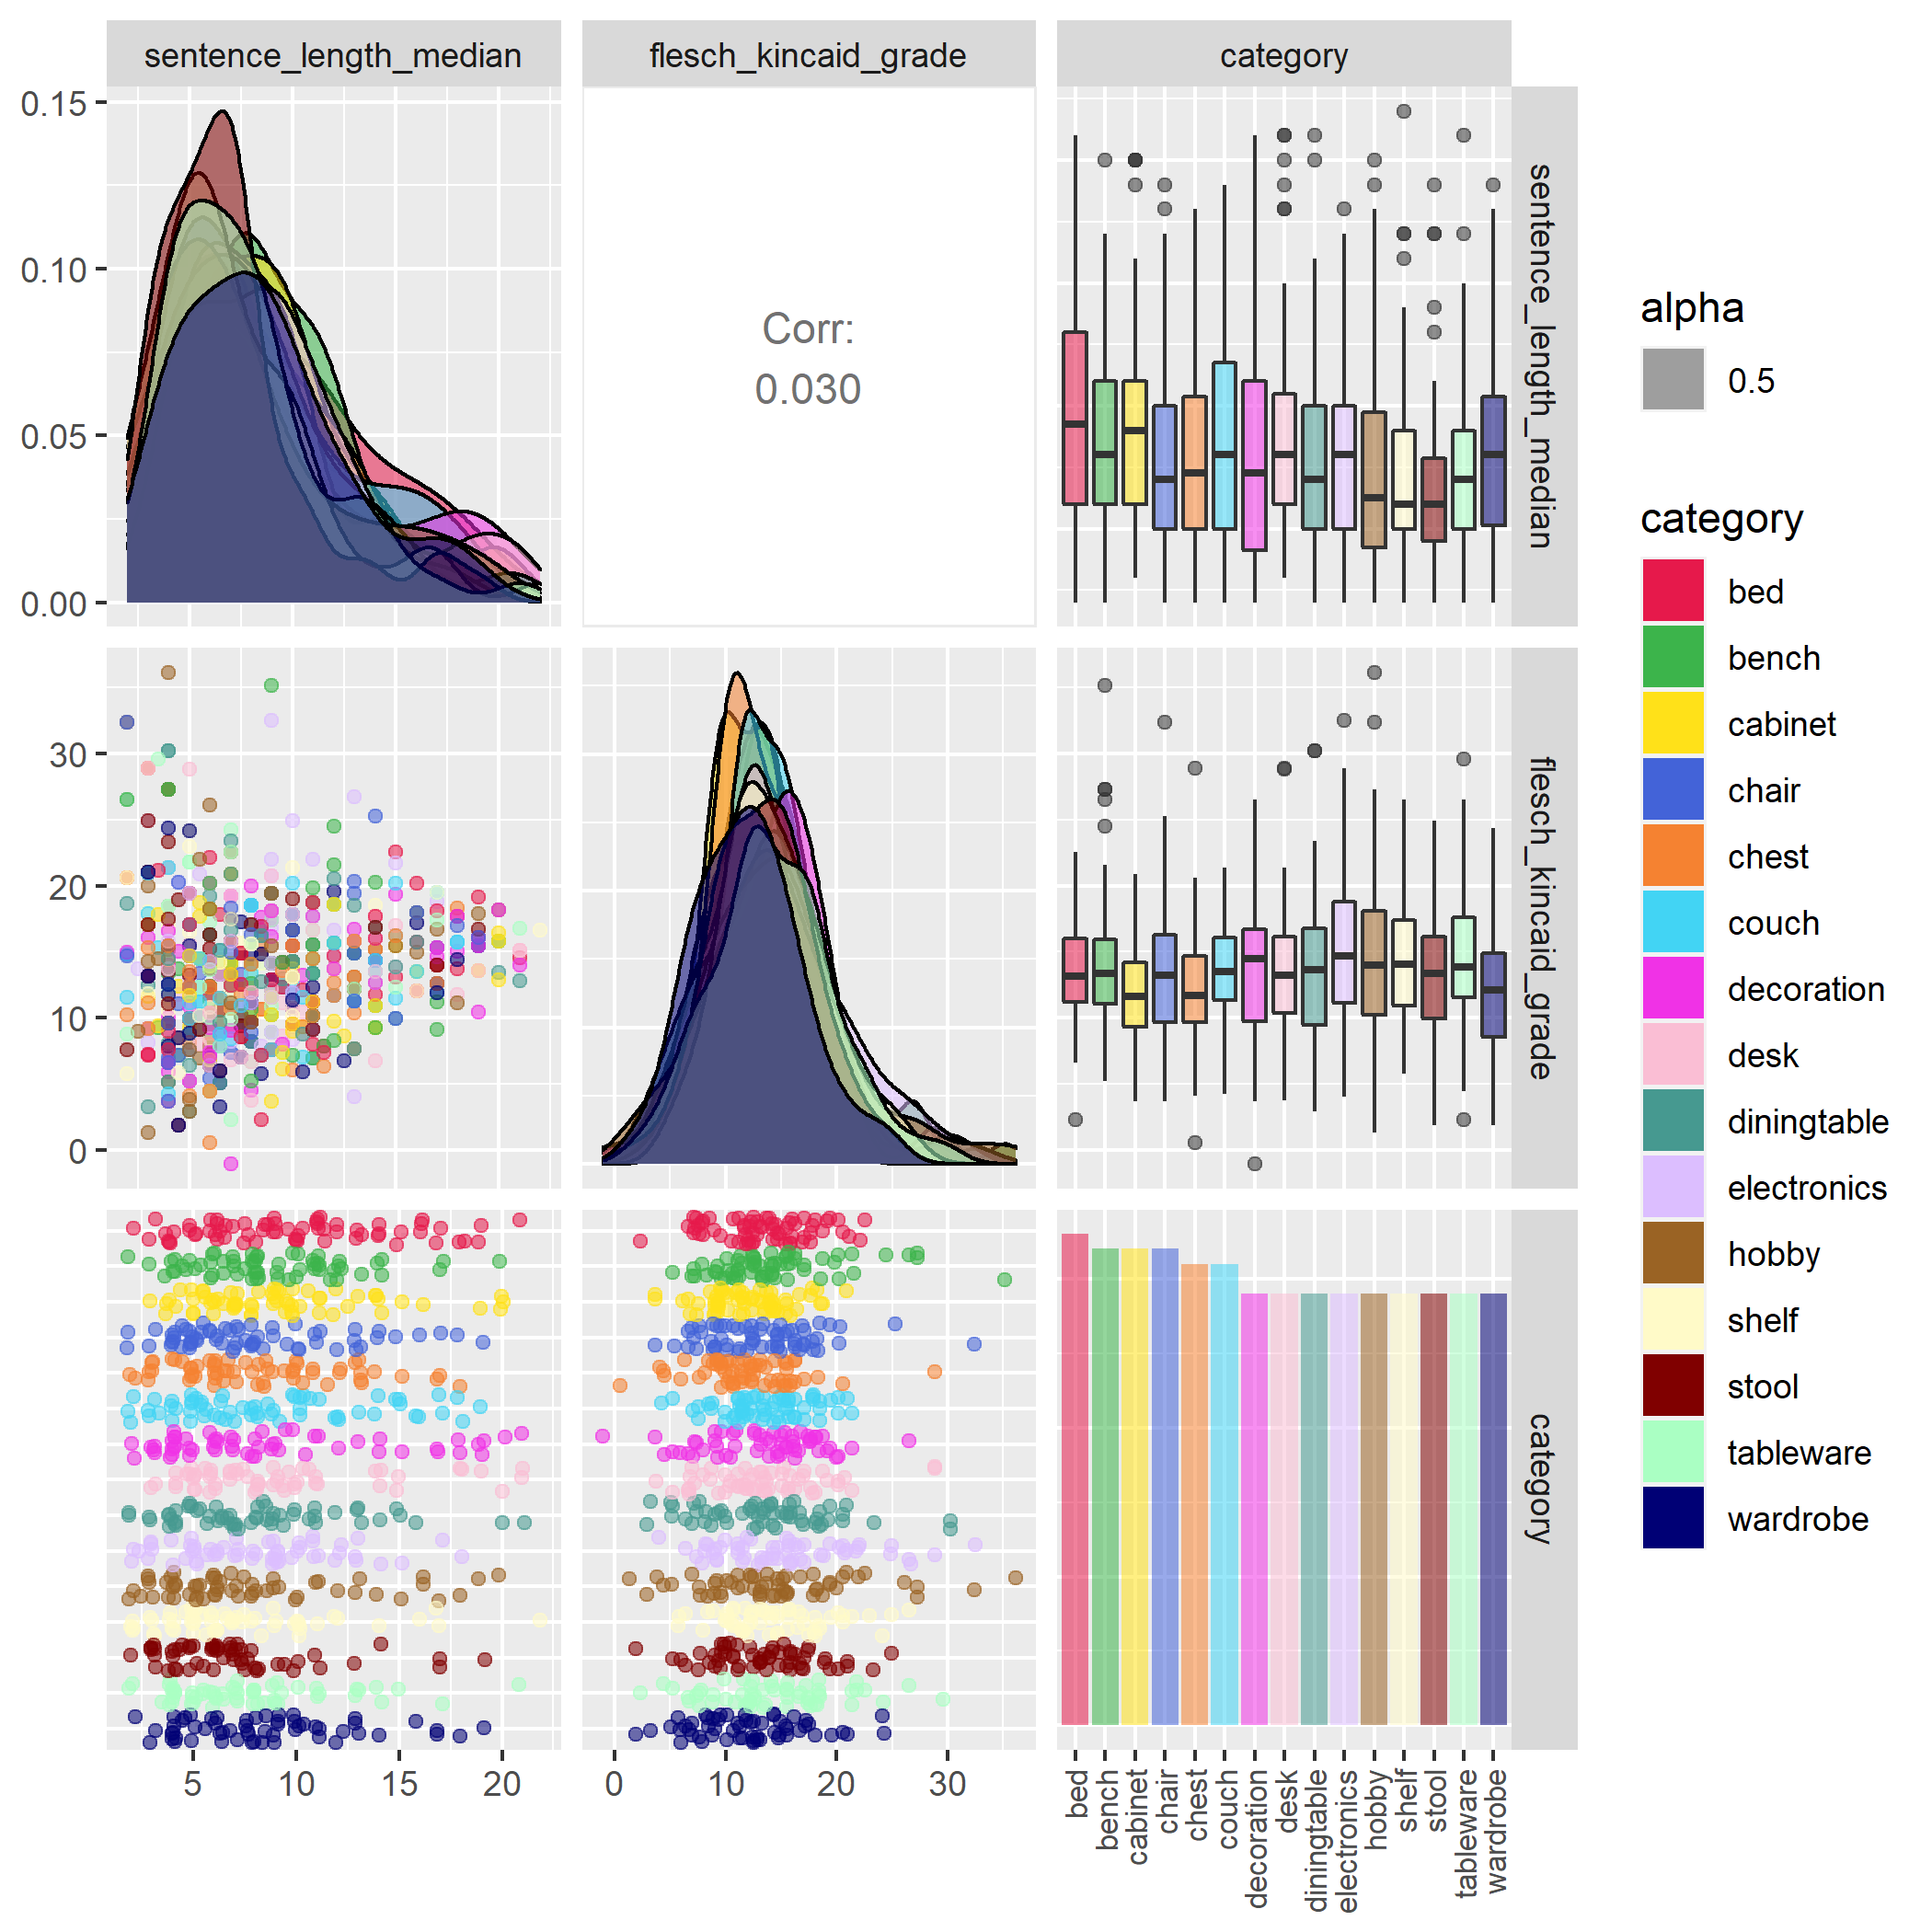 sentence_length_median
flesch_kincaid_grade
category
0.15
0.10
0.05
0.00
Corr:
0.030
sentence_length_median
30
20
10
0
flesch_kincaid_grade
category
5
10
15
20
0
10
20
30
bed
bench
cabinet
chair
chest
couch
decoration
desk
diningtable
electronics
hobby
shelf
stool
tableware
wardrobe
alpha
0.5
category
bed
bench
cabinet
chair
chest
couch
decoration
desk
diningtable
electronics
hobby
shelf
stool
tableware
wardrobe